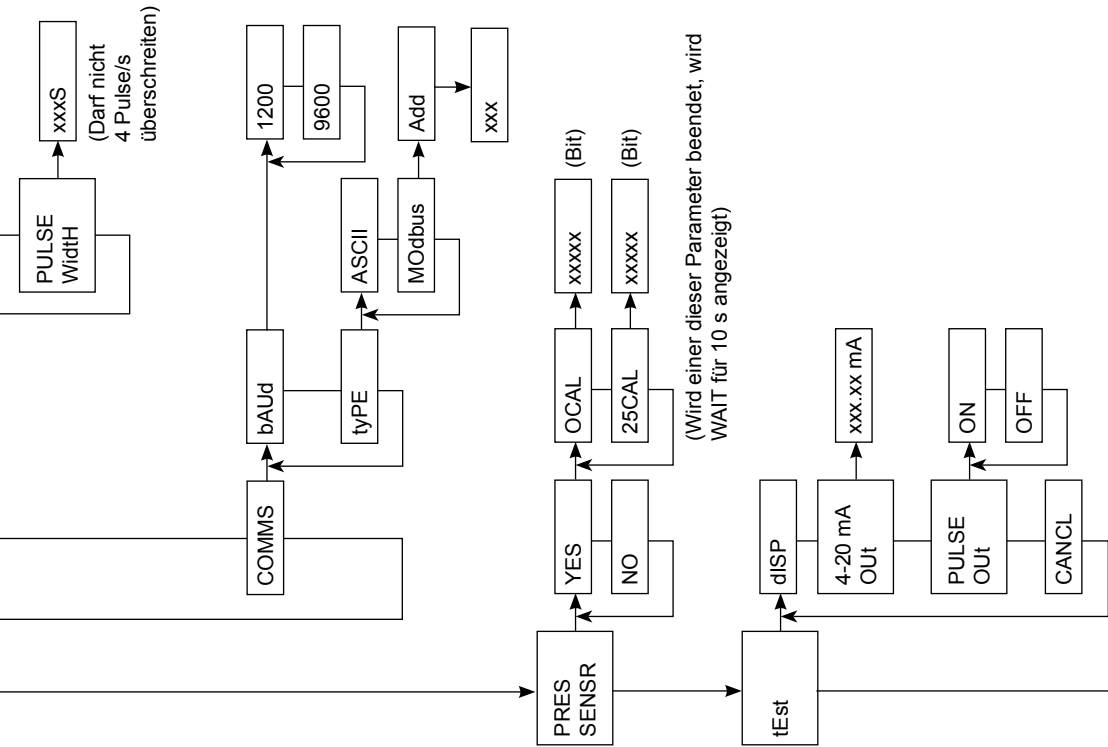 PULSE
WidtH
xxxS
(Darf nicht
4 Pulse/s
überschreiten)
COMMS
bAUd
1200
9600
tyPE
ASCII
MOdbus
Add
xxx
PRES
SENSR
YES
NO
OCAL
xxxxx
(Bit)
25CAL
xxxxx
(Bit)
(Wird einer dieser Parameter beendet, wird
WAIT für 10 s angezeigt)
tEst
dISP
4-20 mA
OUt
xxx.xx mA
PULSE
OUt
ON
OFF
CANCL